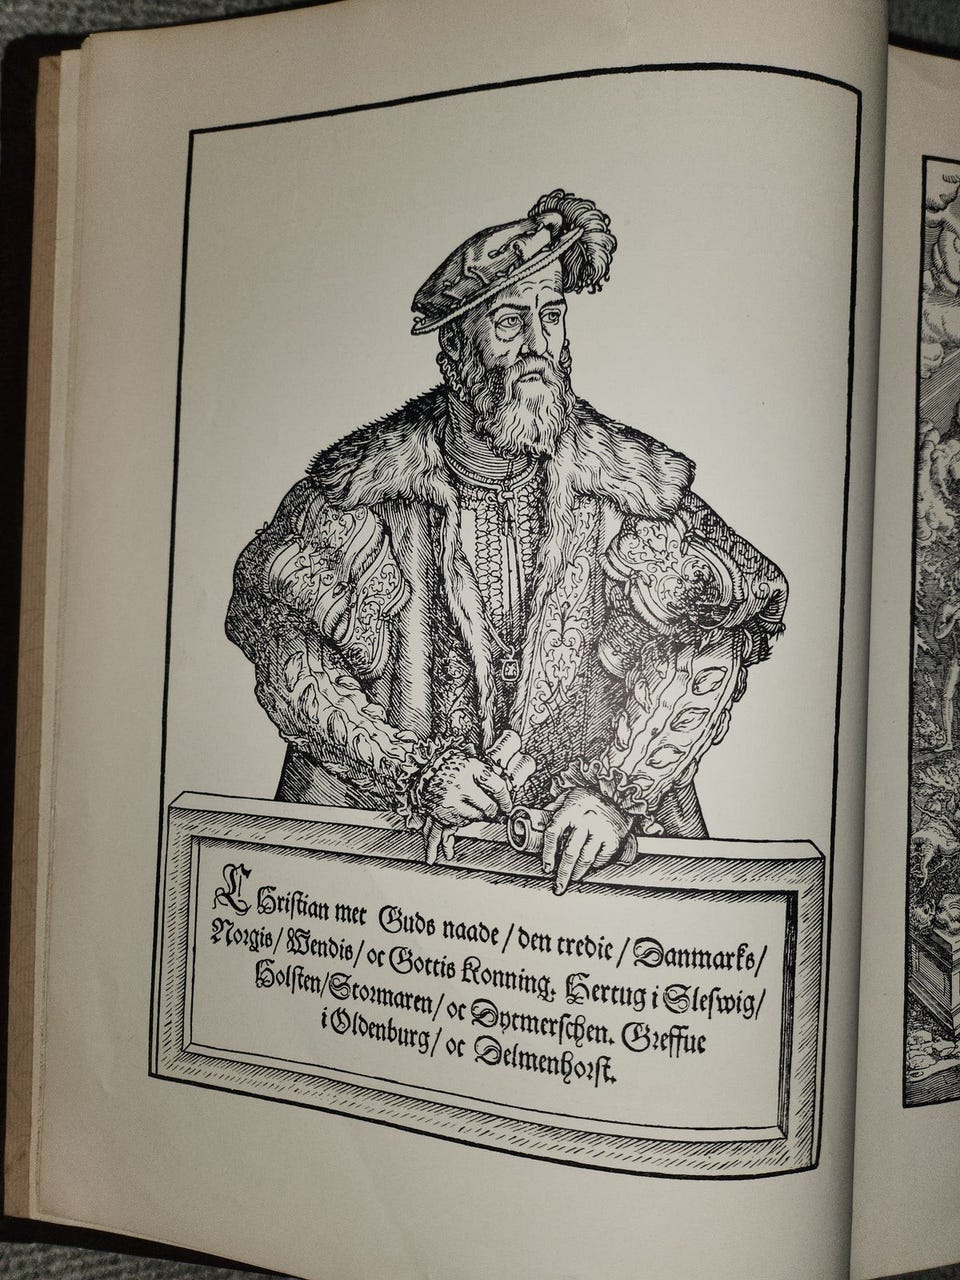 CHristian met Guds naade / den tredie / Danmarks /
Norgis / Wendis / oc Gottis Konning. Hertug i Sleswig /
Holsten / Stormaren / oc Dytmerschen. Greffue
i Oldenburg / oc Delmenhorst.